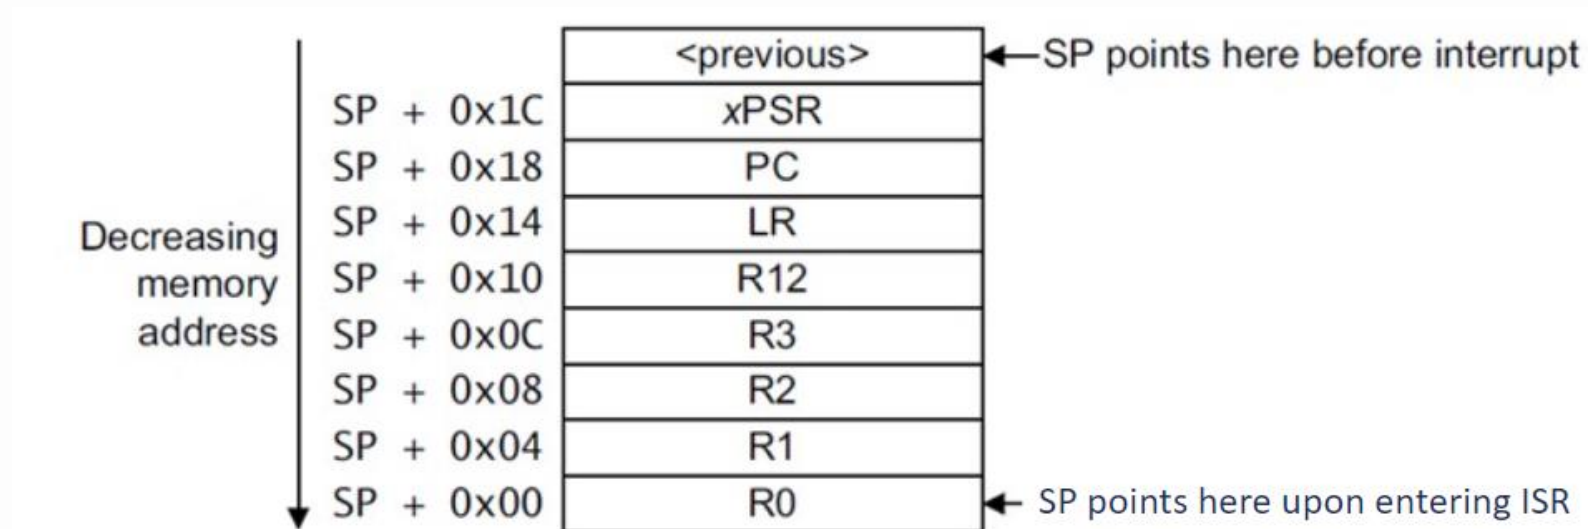 <previous> SP points here before interrupt
SP + 0x1C xPSR
SP + 0x18 PC
SP + 0x14 LR
SP + 0x10 R12
SP + 0x0C R3
SP + 0x08 R2
SP + 0x04 R1
SP + 0x00 R0 SP points here upon entering ISR
Decreasing
memory
address